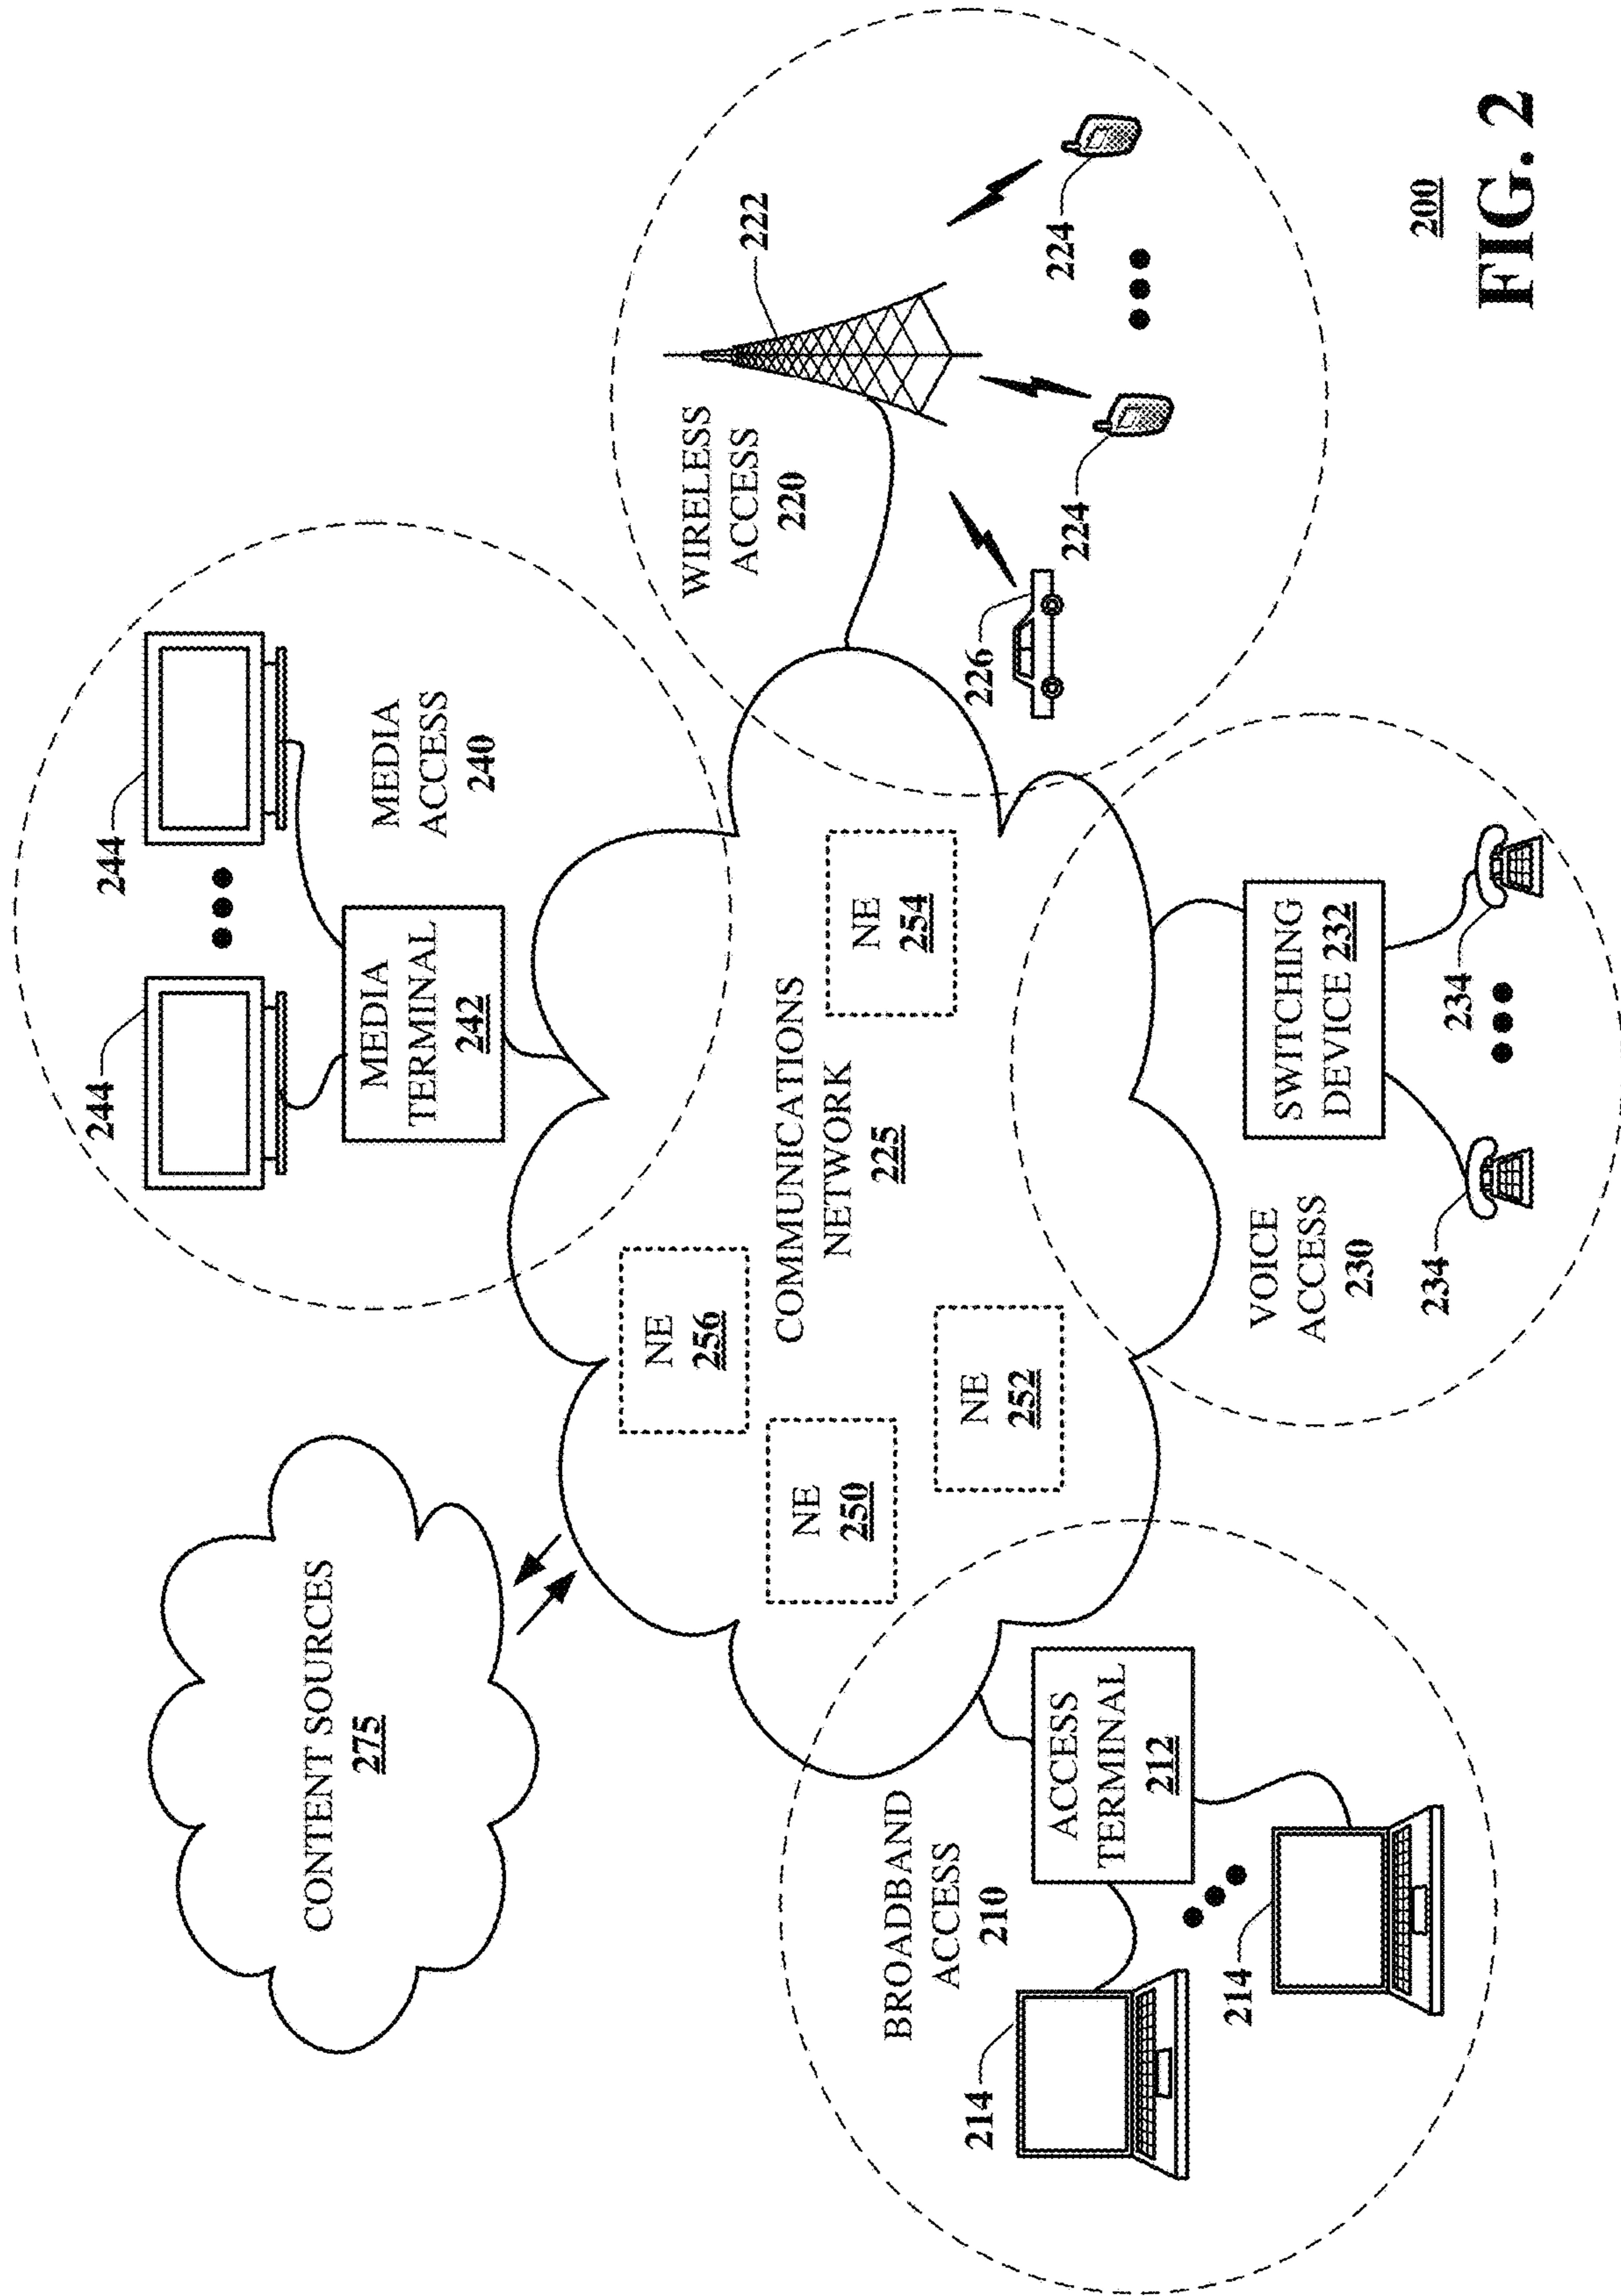 CONTENT SOURCES
275
244
244
MEDIA
TERMINAL
242
MEDIA
ACCESS
240
NE
256
NE
250
NE
252
COMMUNICATIONS
NETWORK
225
NE
254
WIRELESS
ACCESS
220
222
226
224
224
BROADBAND
ACCESS
210
ACCESS
TERMINAL
212
214
214
VOICE
ACCESS
230
SWITCHING
DEVICE 232
234
234
200
FIG. 2